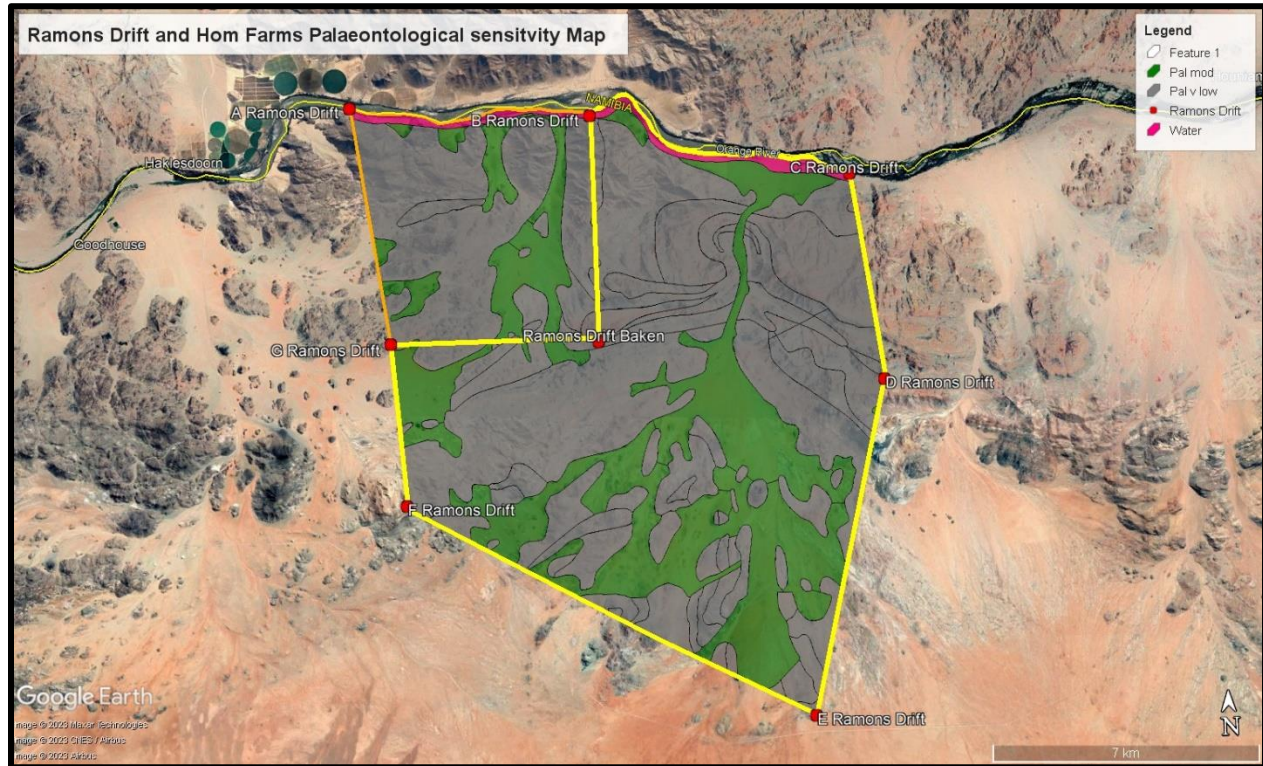 Ramons Drift and Hom Farms Palaeontological sensitvity Map
Legend
Feature 1
Pal mod
Pal v low
Ramons Drift
Water
A Ramons Drift
B Ramons Drift
NAMIBIA
Orange River
C Ramons Drift
Haklesdoorn
Goodhouse
Ramons Drift Baken
G Ramons Drift
D Ramons Drift
F Ramons Drift
E Ramons Drift
Google Earth
Image © 2023 Maxar Technologies
Image © 2023 CNES / Airbus
Image © 2023 Airbus
N
7 km